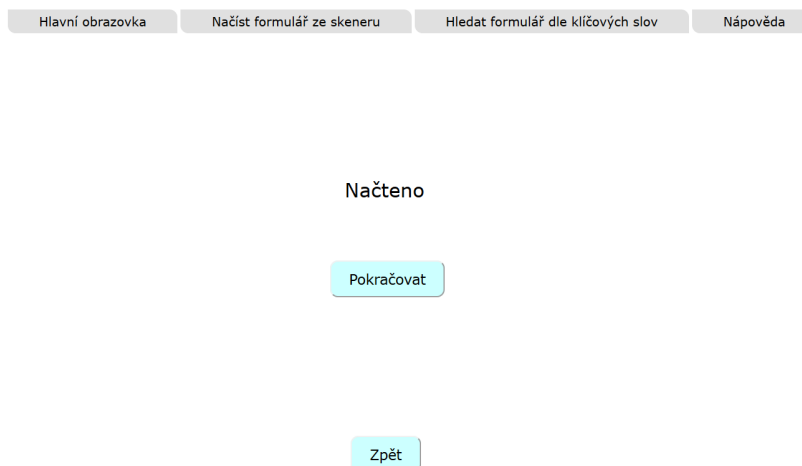 Hlavní obrazovka Načíst formulář ze skeneru Hledat formulář dle klíčových slov Nápověda
Načteno
Pokračovat
Zpět